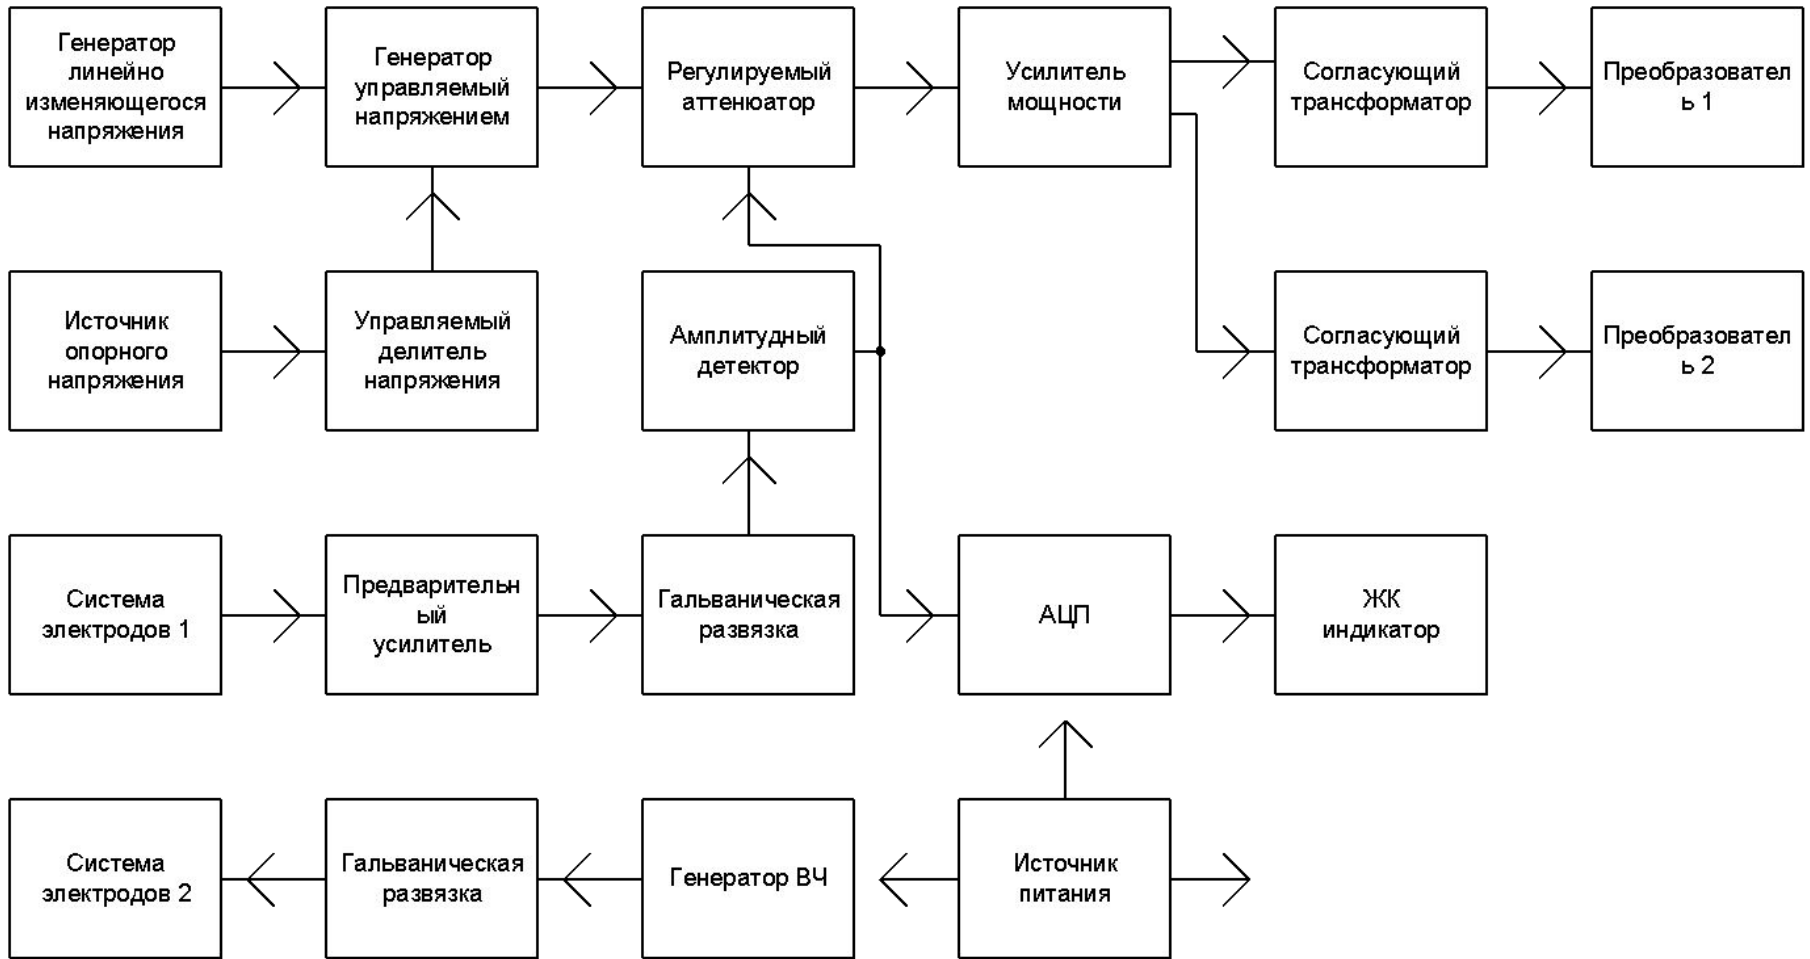 Генератор
линейно
изменяющегося
напряжения
Генератор
управляемый
напряжением
Регулируемый
аттенюатор
Усилитель
мощности
Согласующий
трансформатор
Преобразовател
ь 1
Источник
опорного
напряжения
Управляемый
делитель
напряжения
Амплитудный
детектор
Согласующий
трансформатор
Преобразовател
ь 2
Система
электродов 1
Предварительн
ый
усилитель
Гальваническая
развязка
АЦП
ЖК
индикатор
Система
электродов 2
Гальваническая
развязка
Генератор ВЧ
Источник
питания